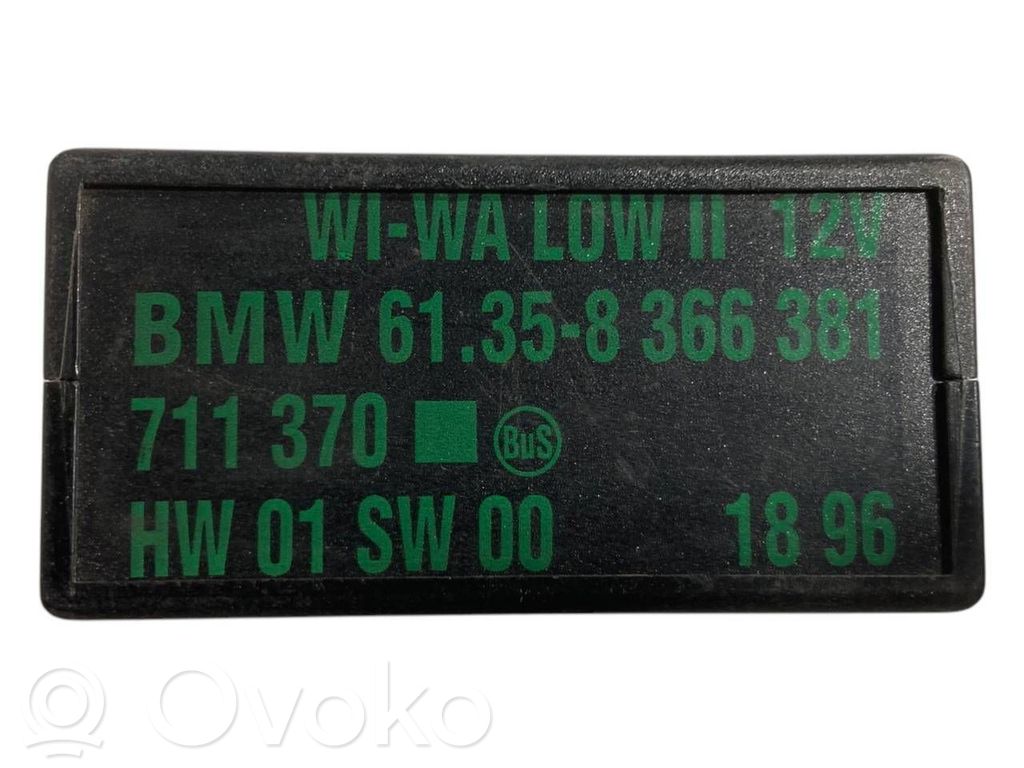 WI-WA LOW II 12V
BMW 61.35-8 366 381
711 370 BuS
HW 01 SW 00 18 96
Ovoko